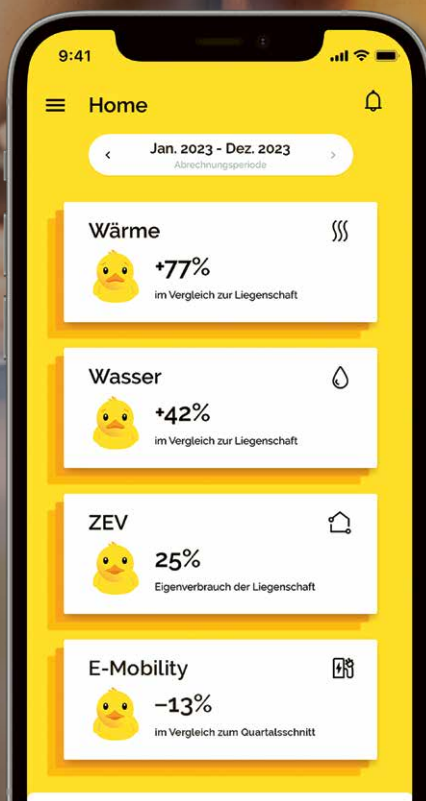 9:41
Home
Jan. 2023 - Dez. 2023
Abrechnungsperiode
Wärme
+77%
im Vergleich zur Liegenschaft
Wasser
+42%
im Vergleich zur Liegenschaft
ZEV
25%
Eigenverbrauch der Liegenschaft
E-Mobility
–13%
im Vergleich zum Quartalsschnitt